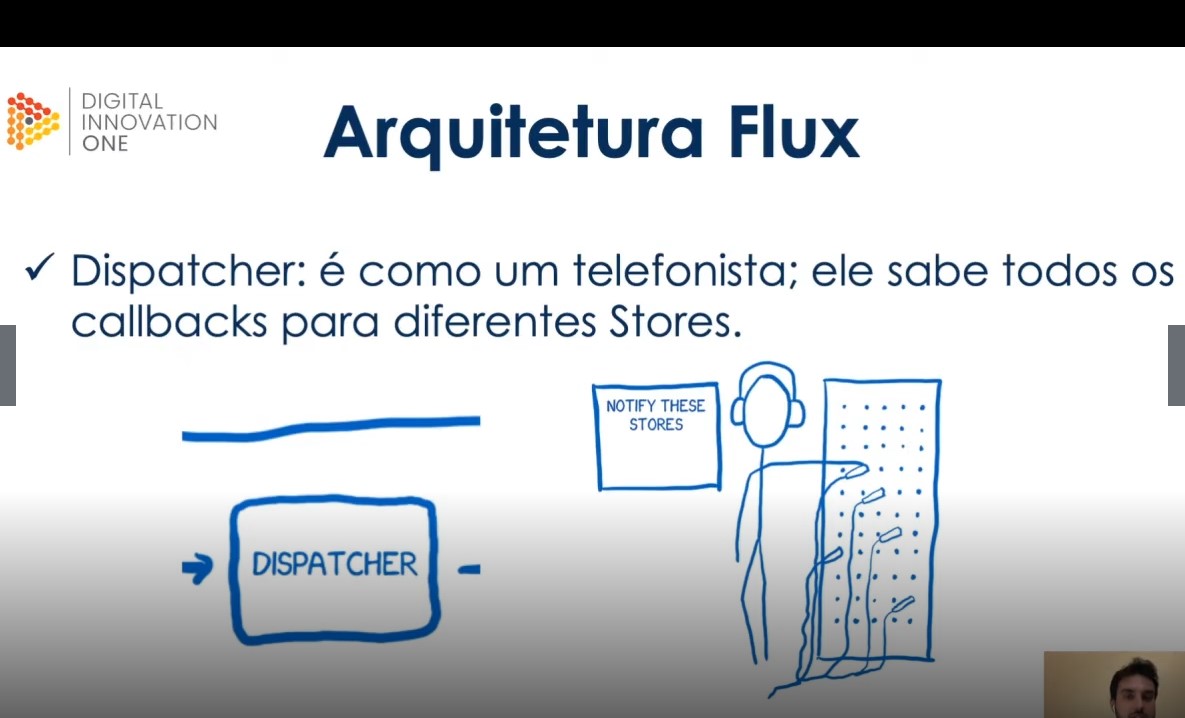 DIGITAL
INNOVATION
ONE
Arquitetura Flux
✓ Dispatcher: é como um telefonista; ele sabe todos os
callbacks para diferentes Stores.
NOTIFY THESE
STORES
DISPATCHER